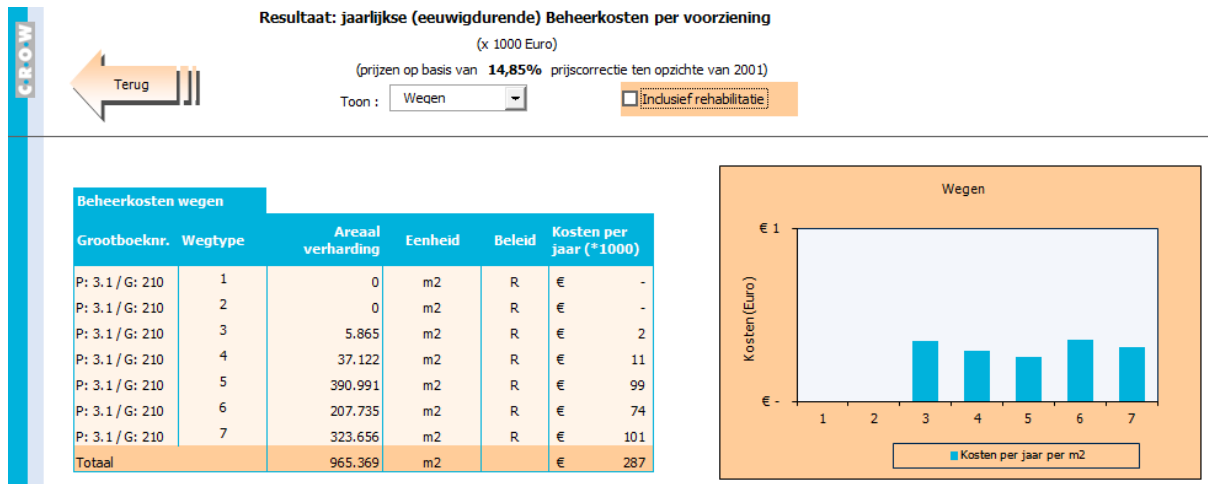 C·R·O·W
Resultaat: jaarlijkse (eeuwigdurende) Beheerkosten per voorziening
(x 1000 Euro)
(prijzen op basis van 14,85% prijscorrectie ten opzichte van 2001)
Terug
Toon : Wegen
Inclusief rehabilitatie
Beheerkosten wegen
Grootboeknr. Wegtype Areaal verharding Eenheid Beleid Kosten per jaar (*1000)
P: 3.1 / G: 210 1 0 m2 R € -
P: 3.1 / G: 210 2 0 m2 R € -
P: 3.1 / G: 210 3 5.865 m2 R € 2
P: 3.1 / G: 210 4 37.122 m2 R € 11
P: 3.1 / G: 210 5 390.991 m2 R € 99
P: 3.1 / G: 210 6 207.735 m2 R € 74
P: 3.1 / G: 210 7 323.656 m2 R € 101
Totaal 965.369 m2 € 287
Wegen
€ 1
Kosten (Euro)
€ -
1 2 3 4 5 6 7
Kosten per jaar per m2